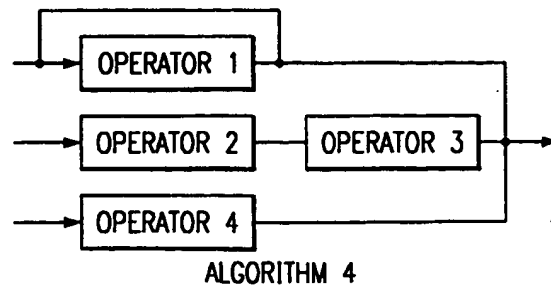 OPERATOR 1
OPERATOR 2 OPERATOR 3
OPERATOR 4
ALGORITHM 4